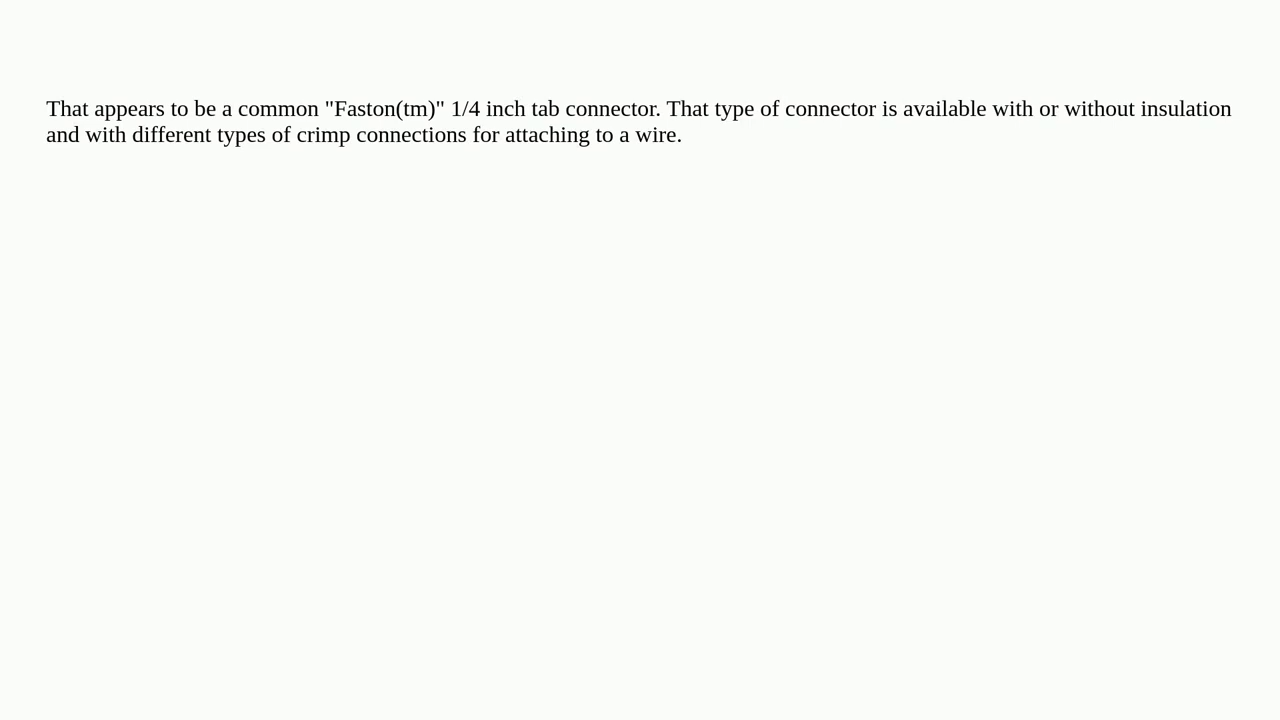 That appears to be a common "Faston(tm)" 1/4 inch tab connector. That type of connector is available with or without insulation
and with different types of crimp connections for attaching to a wire.